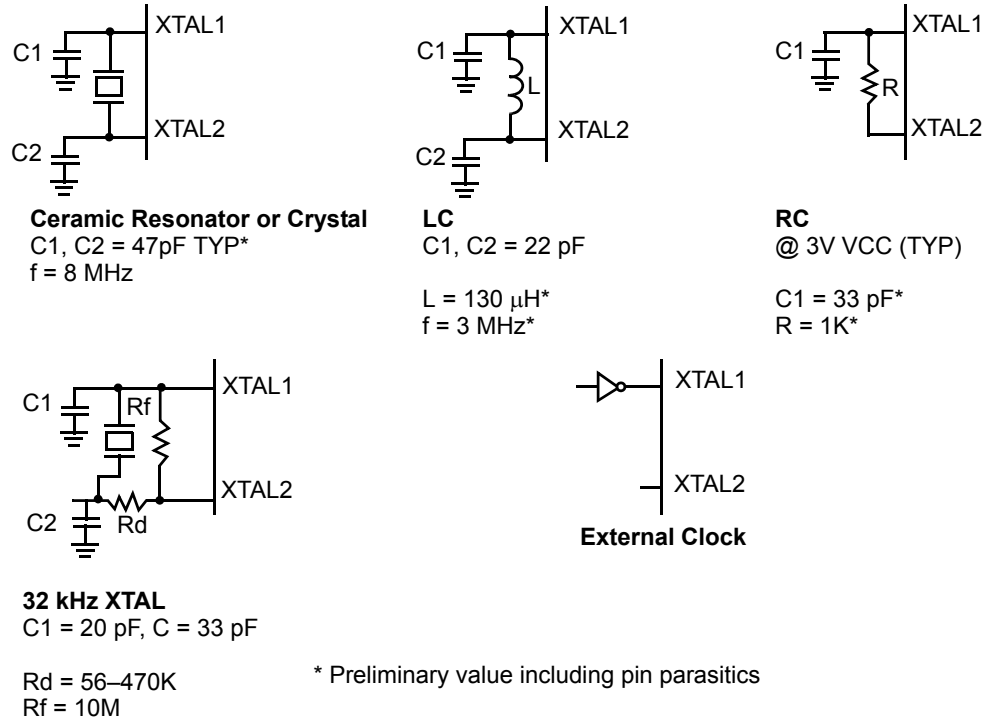 XTAL1
C1
XTAL2
C2
Ceramic Resonator or Crystal
C1, C2 = 47pF TYP*
f = 8 MHz
XTAL1
C1
L
XTAL2
C2
LC
C1, C2 = 22 pF
L = 130 μH*
f = 3 MHz*
XTAL1
C1
R
XTAL2
RC
@ 3V VCC (TYP)
C1 = 33 pF*
R = 1K*
XTAL1
C1
Rf
XTAL2
C2
Rd
32 kHz XTAL
C1 = 20 pF, C = 33 pF
Rd = 56–470K
Rf = 10M
XTAL1
XTAL2
External Clock
* Preliminary value including pin parasitics